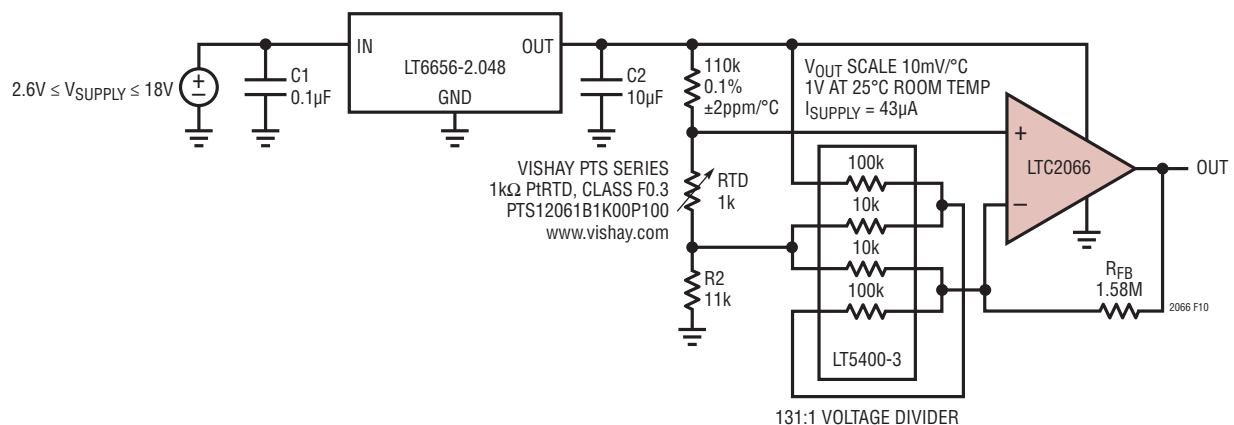 2.6V ≤ VSUPPLY ≤ 18V
+
–
C1
0.1µF
IN
OUT
LT6656-2.048
GND
C2
10µF
110k
0.1%
±2ppm/°C
VOUT SCALE 10mV/°C
1V AT 25°C ROOM TEMP
ISUPPLY = 43µA
VISHAY PTS SERIES
1kΩ PtRTD, CLASS F0.3
PTS12061B1K00P100
www.vishay.com
RTD
1k
R2
11k
100k
10k
10k
100k
LT5400-3
131:1 VOLTAGE DIVIDER
+
LTC2066
–
OUT
RFB
1.58M
2066 F10